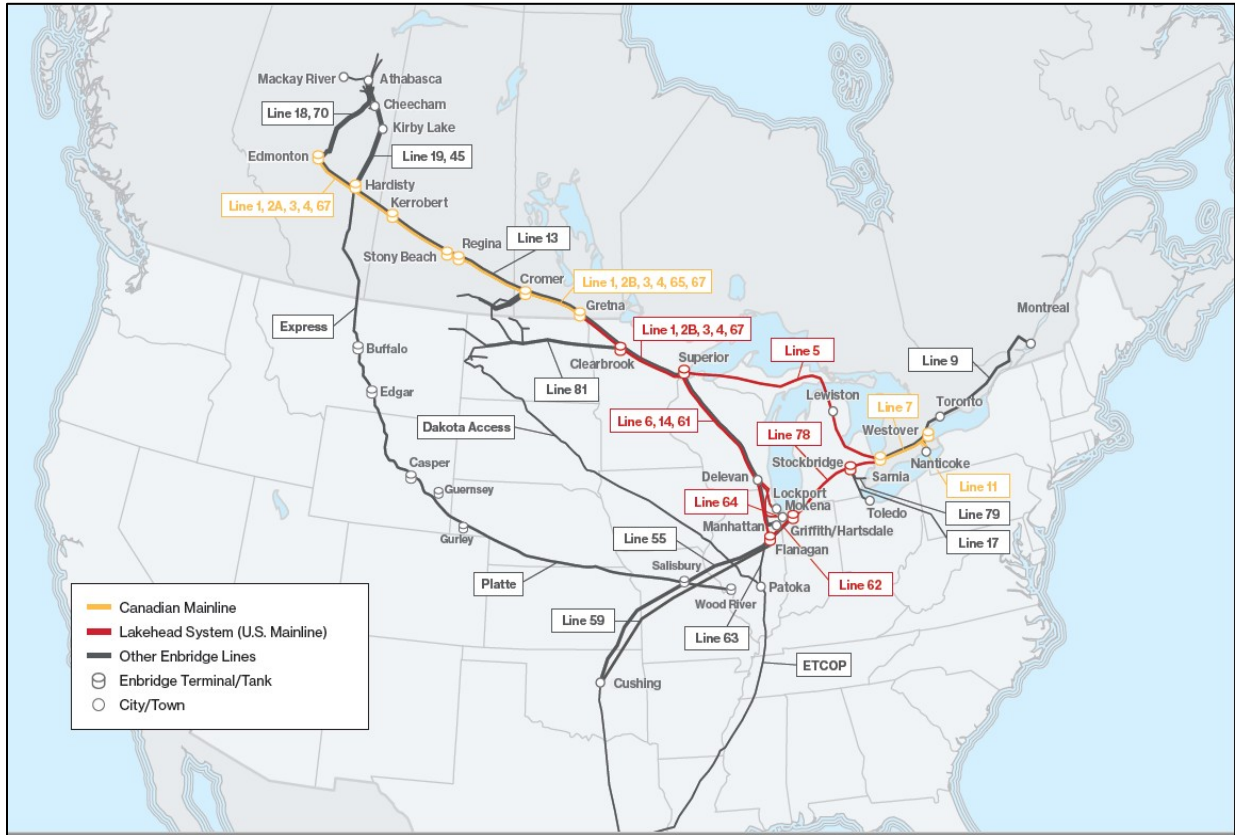 Mackay River
Athabasca
Cheecham
Line 18, 70
Kirby Lake
Edmonton
Line 19, 45
Hardisty
Kerrobert
Line 1, 2A, 3, 4, 67
Regina
Line 13
Stony Beach
Cromer
Line 1, 2B, 3, 4, 65, 67
Gretna
Montreal
Express
Line 1, 2B, 3, 4, 67
Buffalo
Clearbrook
Superior
Line 5
Line 9
Edgar
Line 81
Lewiston
Line 7
Toronto
Line 6, 14, 61
Dakota Access
Line 78
Westover
Casper
Stockbridge
Nanticoke
Delevan
Sarnia
Guernsey
Lockport
Line 11
Line 64
Mokena
Toledo
Line 79
Manhattan
Griffith/Hartsdale
Gurley
Line 55
Flanagan
Line 17
Salisbury
Platte
Line 62
Wood River
Patoka
Line 59
Line 63
ETCOP
Cushing
Canadian Mainline
Lakehead System (U.S. Mainline)
Other Enbridge Lines
Enbridge Terminal/Tank
City/Town